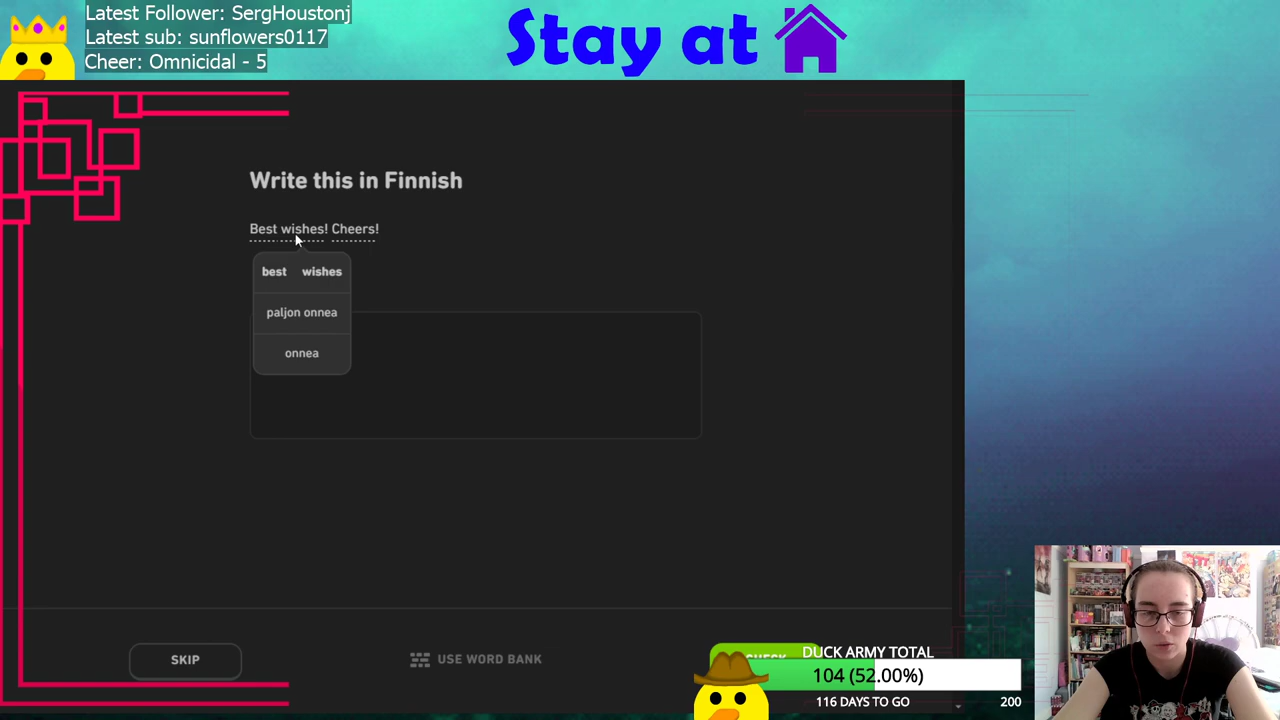 Latest Follower: SergHoustonj
Latest sub: sunflowers0117
Cheer: Omnicidal - 5
Stay at
Write this in Finnish
Best wishes! Cheers!
best wishes
paljon onnea
onnea
SKIP
USE WORD BANK
CHECK
DUCK ARMY TOTAL
104 (52.00%)
116 DAYS TO GO
200